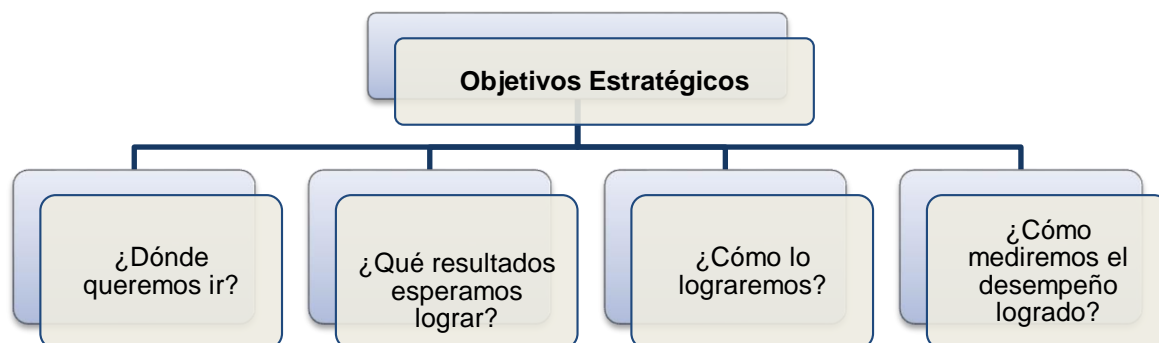 Objetivos Estratégicos
¿Dónde
queremos ir?
¿Qué resultados
esperamos
lograr?
¿Cómo lo
lograremos?
¿Cómo
mediremos el
desempeño
logrado?